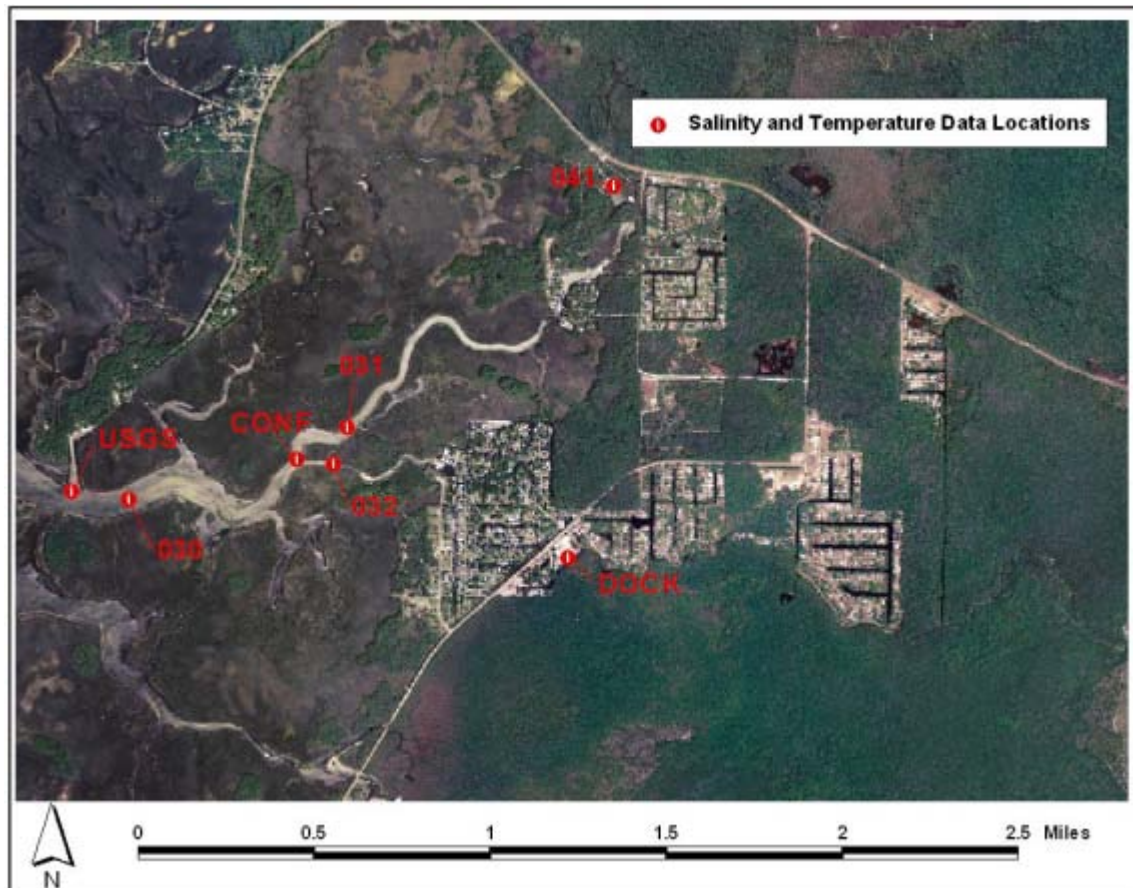 Salinity and Temperature Data Locations
041
031
CONF
USGS
032
030
DOCK
0 0.5 1 1.5 2 2.5 Miles
N